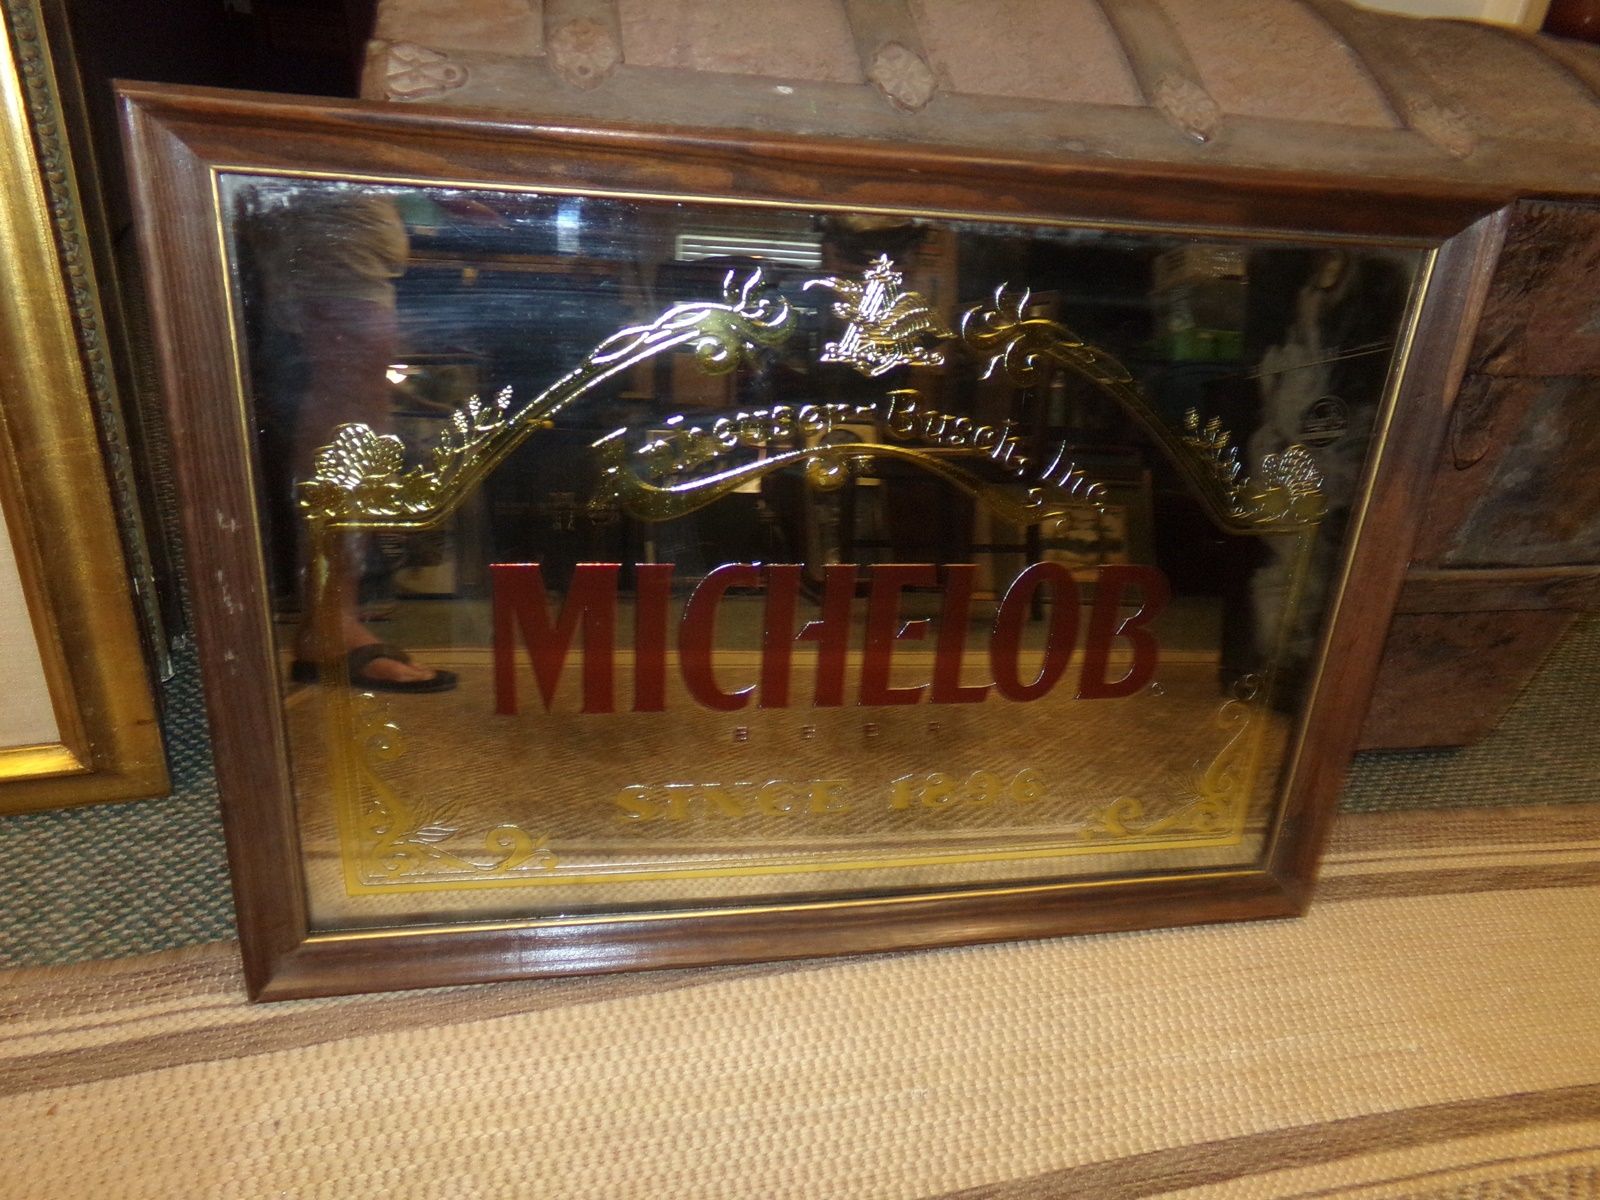 Anheuser-Busch, Inc.
MICHELOB
BEER
SINCE 1896